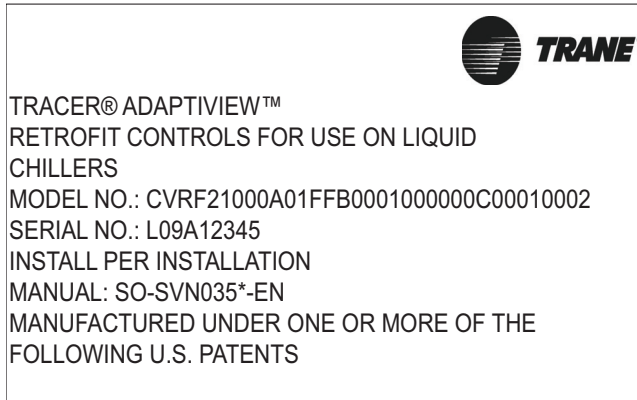 TRANE
TRACER® ADAPTIVIEW™
RETROFIT CONTROLS FOR USE ON LIQUID
CHILLERS
MODEL NO.: CVRF21000A01FFB0001000000C00010002
SERIAL NO.: L09A12345
INSTALL PER INSTALLATION
MANUAL: SO-SVN035*-EN
MANUFACTURED UNDER ONE OR MORE OF THE
FOLLOWING U.S. PATENTS